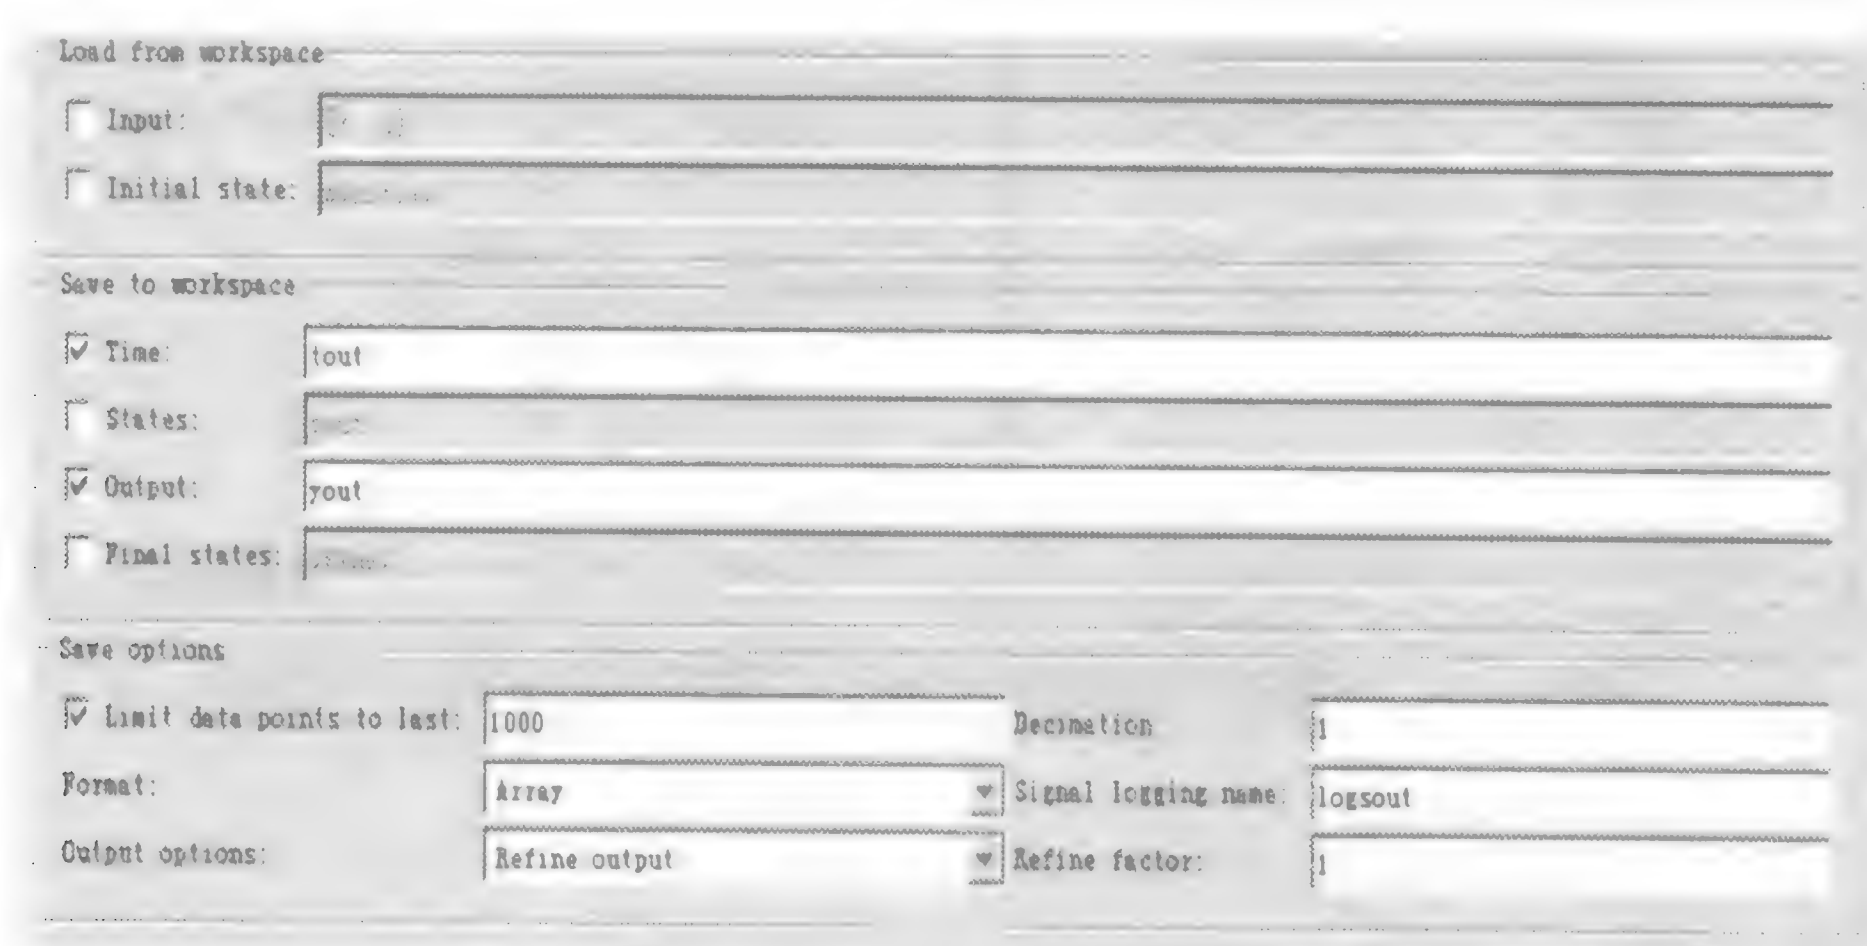 Load from workspace
Input:
Initial state:
Save to workspace
Time: tout
States:
Output: yout
Final states:
Save options
Limit data points to last: 1000 Decimation 1
Format: Array Signal logging name: logsout
Output options: Refine output Refine factor: 1